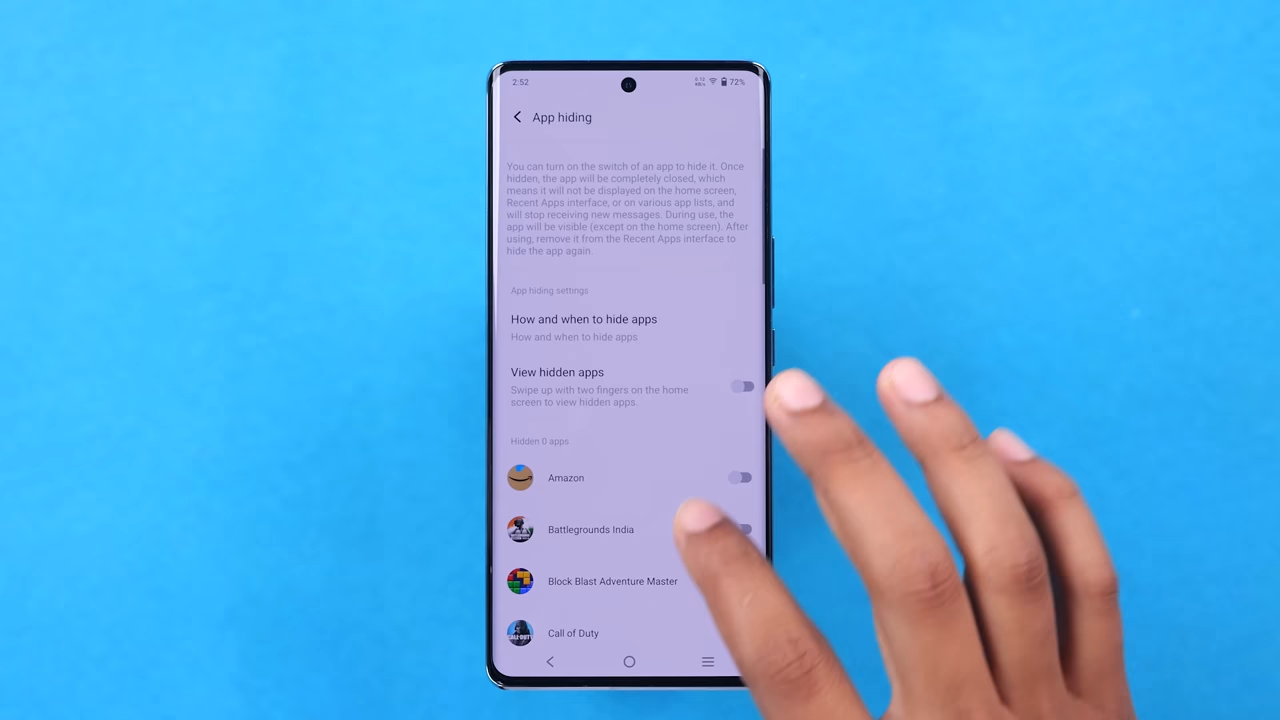 2:52
0.12
KB/s
72%
App hiding
You can turn on the switch of an app to hide it. Once
hidden, the app will be completely closed, which
means it will not be displayed on the home screen,
Recent Apps interface, or on various app lists, and
will stop receiving new messages. During use, the
app will be visible (except on the home screen). After
using, remove it from the Recent Apps interface to
hide the app again.
App hiding settings
How and when to hide apps
How and when to hide apps
View hidden apps
Swipe up with two fingers on the home
screen to view hidden apps.
Hidden 0 apps
Amazon
Battlegrounds India
Block Blast Adventure Master
CALL OF DUTY
Call of Duty